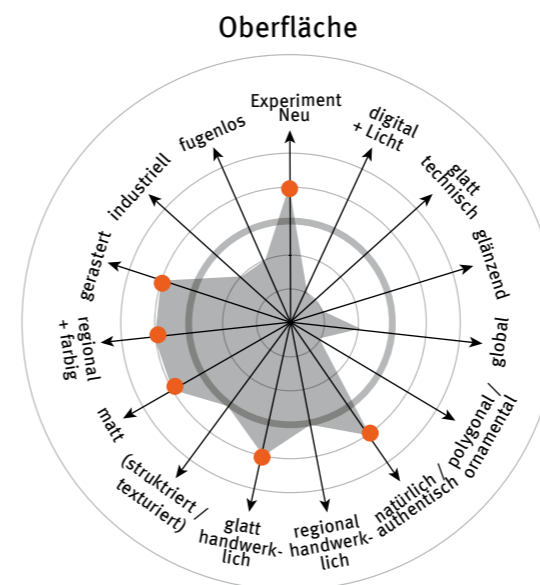 Oberfläche
Experiment
Neu
digital
+ Licht
glatt
technisch
glänzend
global
polygonal /
ornamental
natürlich /
authentisch
regional
handwerk-
lich
glatt
handwerk-
lich
(struktriert /
texturiert)
matt
regional
+ farbig
gerastert
industriell
fugenlos